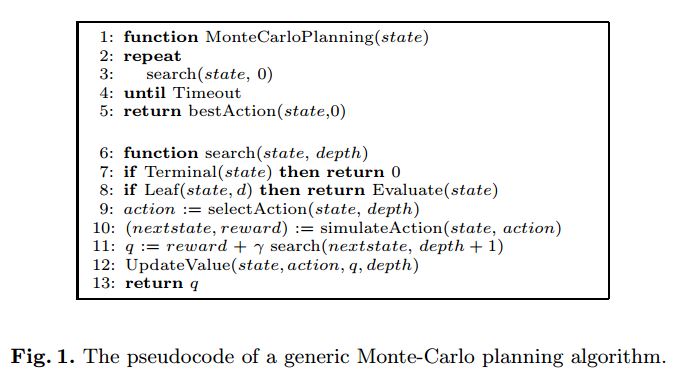 1: function MonteCarloPlanning(state)
2: repeat
3: search(state, 0)
4: until Timeout
5: return bestAction(state,0)
6: function search(state, depth)
7: if Terminal(state) then return 0
8: if Leaf(state, d) then return Evaluate(state)
9: action := selectAction(state, depth)
10: (nextstate, reward) := simulateAction(state, action)
11: q := reward + γ search(nextstate, depth + 1)
12: UpdateValue(state, action, q, depth)
13: return q
Fig. 1. The pseudocode of a generic Monte-Carlo planning algorithm.